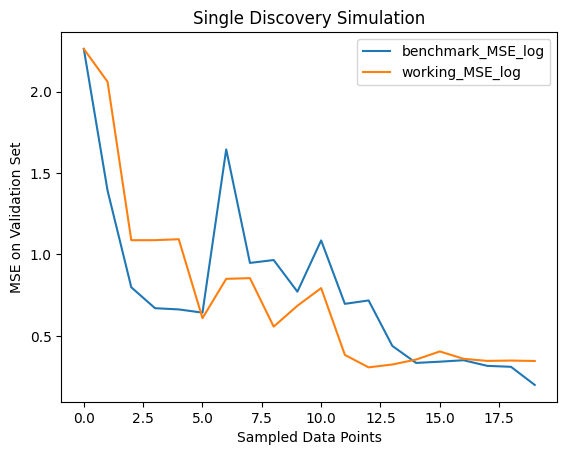 Single Discovery Simulation
benchmark_MSE_log
working_MSE_log
MSE on Validation Set
2.0
1.5
1.0
0.5
0.0 2.5 5.0 7.5 10.0 12.5 15.0 17.5
Sampled Data Points